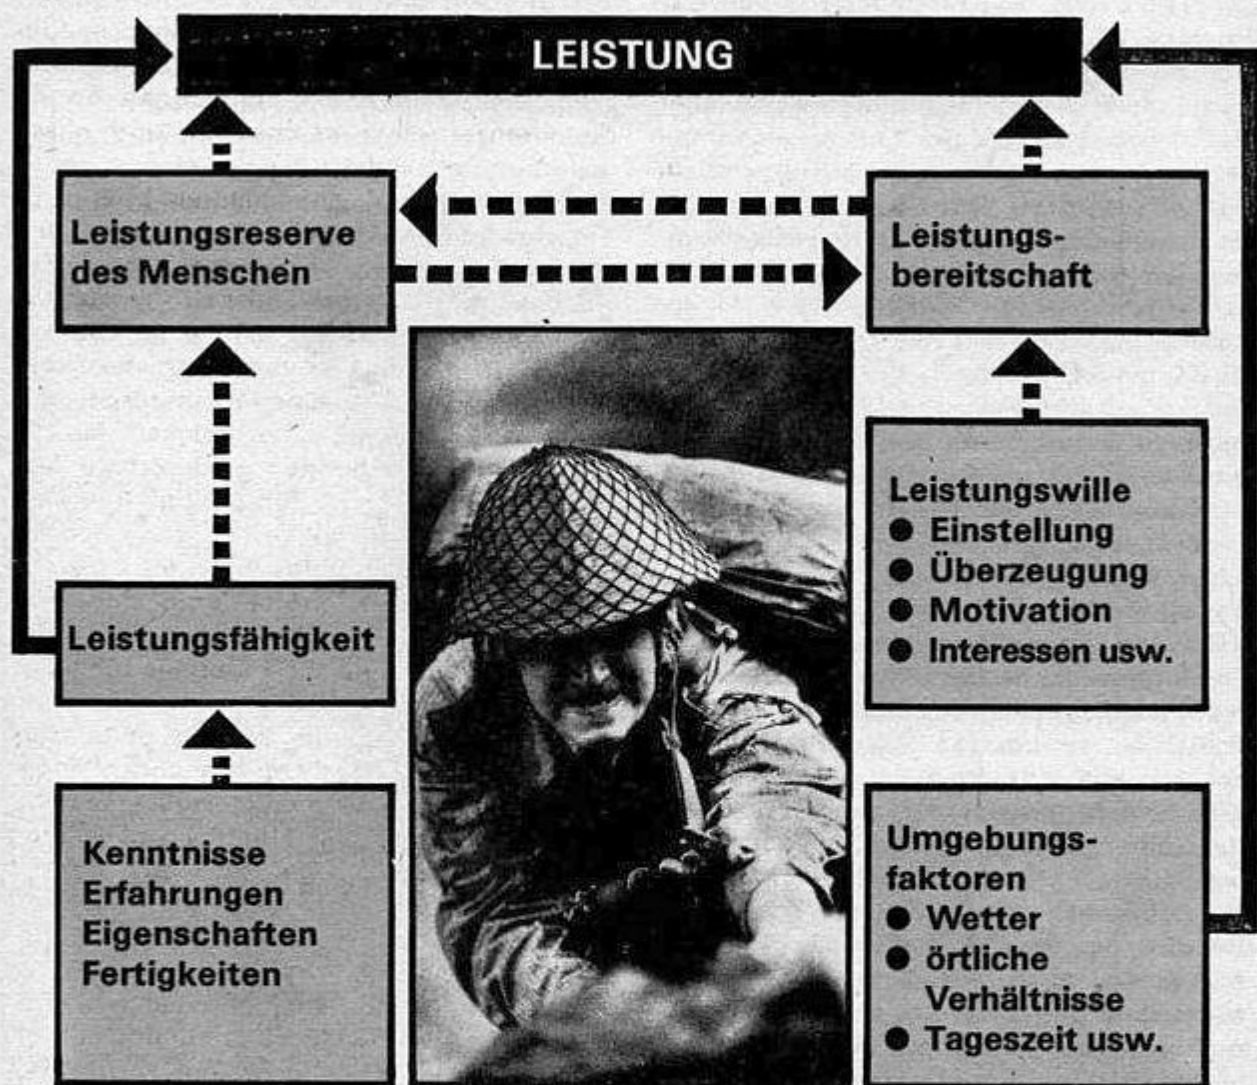 LEISTUNG
Leistungsreserve
des Menschen
Leistungs-
bereitschaft
Leistungsfähigkeit
Leistungswille
● Einstellung
● Überzeugung
● Motivation
● Interessen usw.
Kenntnisse
Erfahrungen
Eigenschaften
Fertigkeiten
Umgebungs-
faktoren
● Wetter
● örtliche
Verhältnisse
● Tageszeit usw.